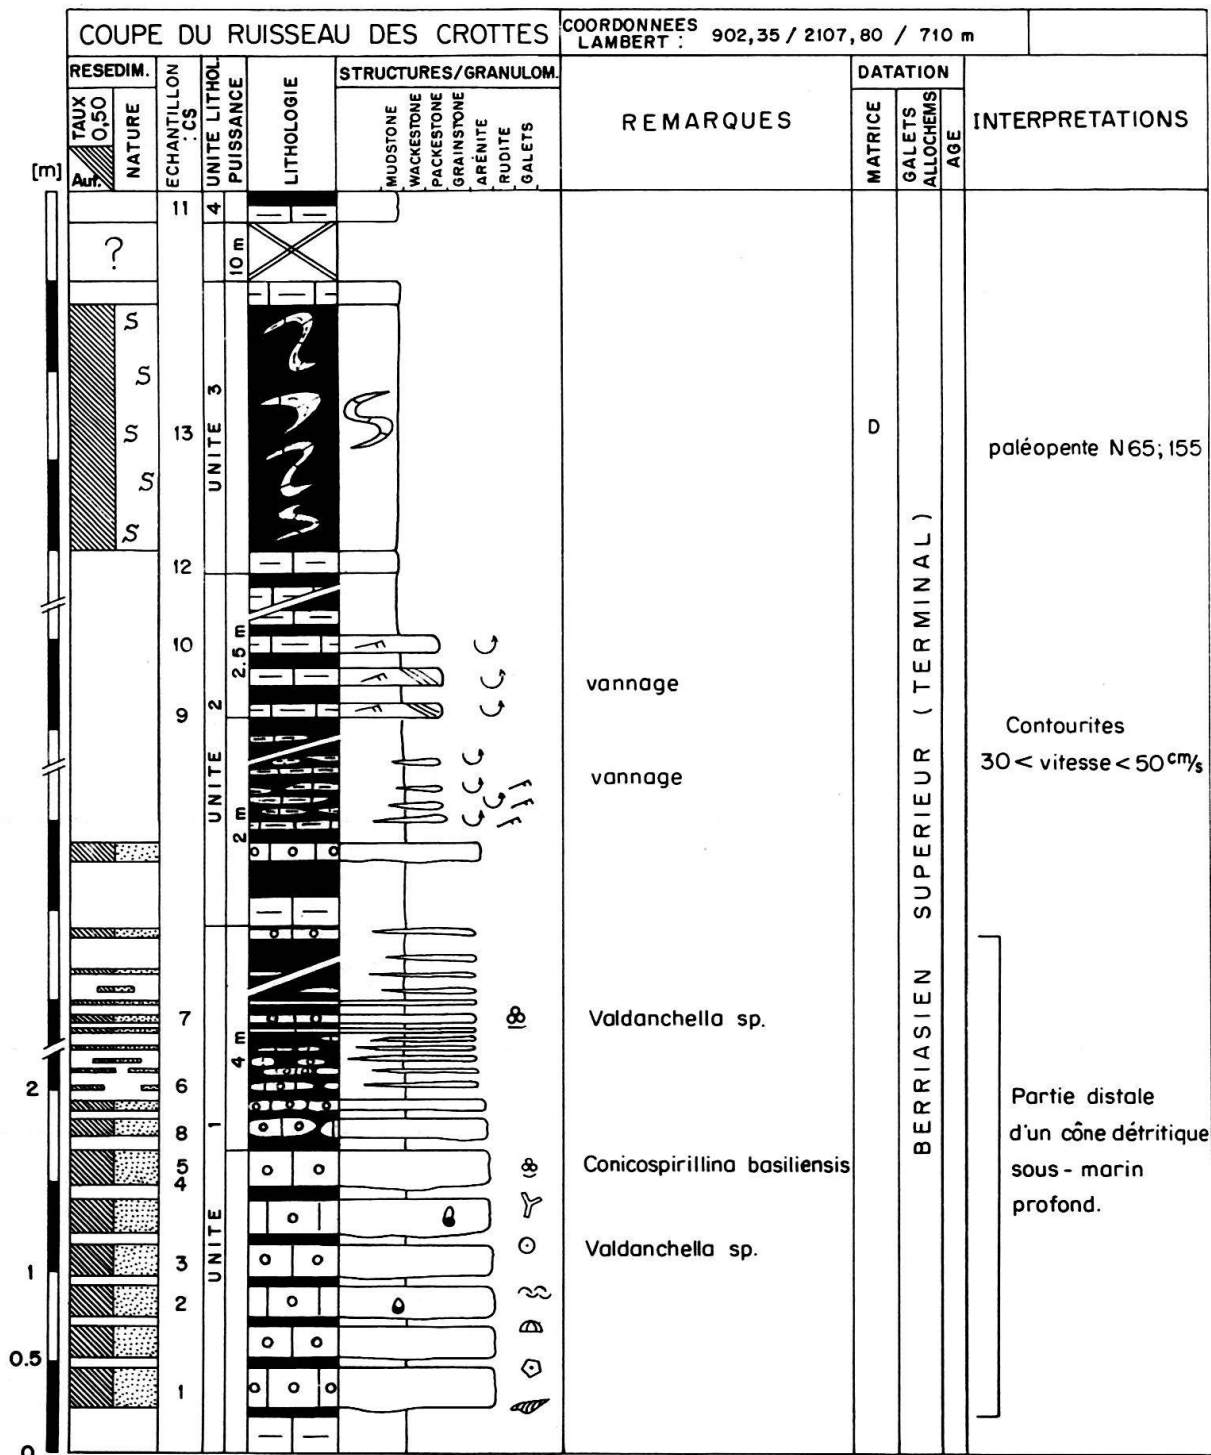 COUPE DU RUISSEAU DES CROTTES
COORDONNEES
LAMBERT : 902,35 / 2107,80 / 710 m
RESEDIM.
TAUX
0,50
Aut.
NATURE
ECHANTILLON
: CS
UNITE LITHOL.
PUISSANCE
LITHOLOGIE
STRUCTURES/GRANULOM.
MUDSTONE
WACKESTONE
PACKESTONE
GRAINSTONE
ARÉNITE
RUDITE
GALETS
REMARQUES
DATATION
MATRICE
GALETS
ALLOCHEMS
AGE
INTERPRETATIONS
[m]
11
4
?
10 m
UNITE 3
13
D
paléopente N65; 155
12
10
2.5 m
vannage
9
UNITE 2
Contourites
30 < vitesse < 50 cm/s
vannage
2 m
BERRIASIEN SUPERIEUR ( TERMINAL )
7
Valdanchella sp.
4 m
2
6
8
Partie distale
d'un cône détritique
sous-marin
profond.
5
Conicospirillina basiliensis
4
UNITE 1
3
Valdanchella sp.
1
2
0.5
1
0